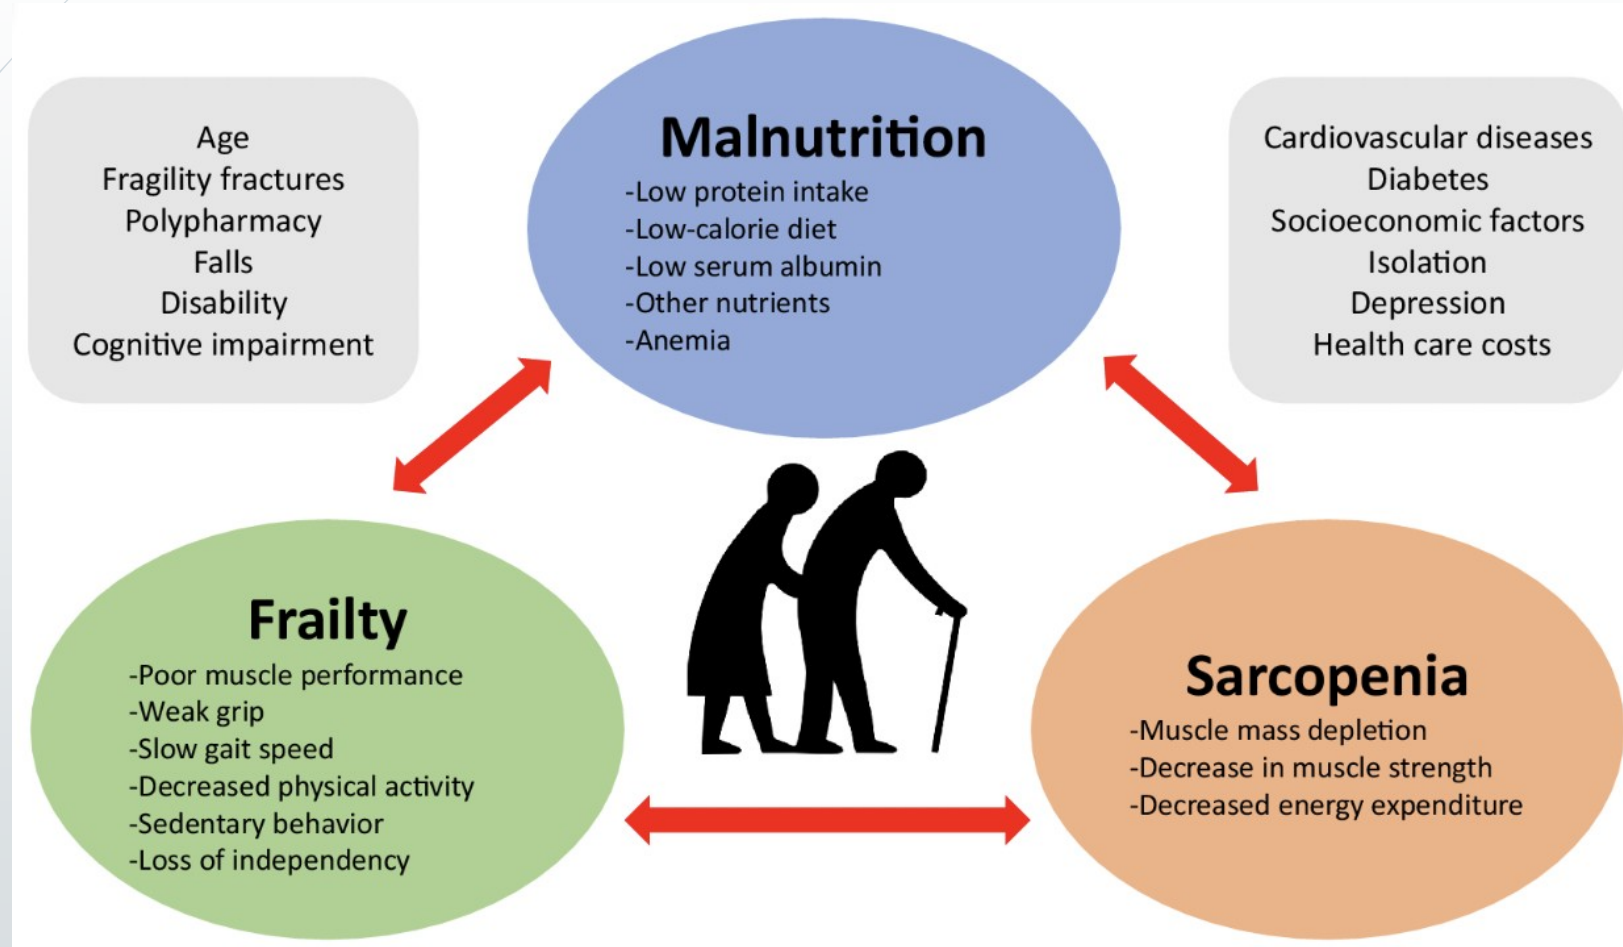 Age
Fragility fractures
Polypharmacy
Falls
Disability
Cognitive impairment
Malnutrition
-Low protein intake
-Low-calorie diet
-Low serum albumin
-Other nutrients
-Anemia
Cardiovascular diseases
Diabetes
Socioeconomic factors
Isolation
Depression
Health care costs
Frailty
-Poor muscle performance
-Weak grip
-Slow gait speed
-Decreased physical activity
-Sedentary behavior
-Loss of independency
Sarcopenia
-Muscle mass depletion
-Decrease in muscle strength
-Decreased energy expenditure